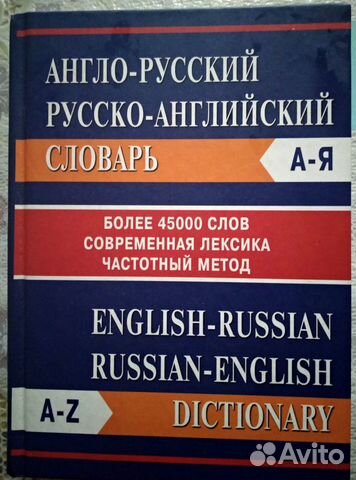 АНГЛО-РУССКИЙ
РУССКО-АНГЛИЙСКИЙ
СЛОВАРЬ
А-Я
БОЛЕЕ 45000 СЛОВ
СОВРЕМЕННАЯ ЛЕКСИКА
ЧАСТОТНЫЙ МЕТОД
ENGLISH-RUSSIAN
RUSSIAN-ENGLISH
A-Z
DICTIONARY
Avito